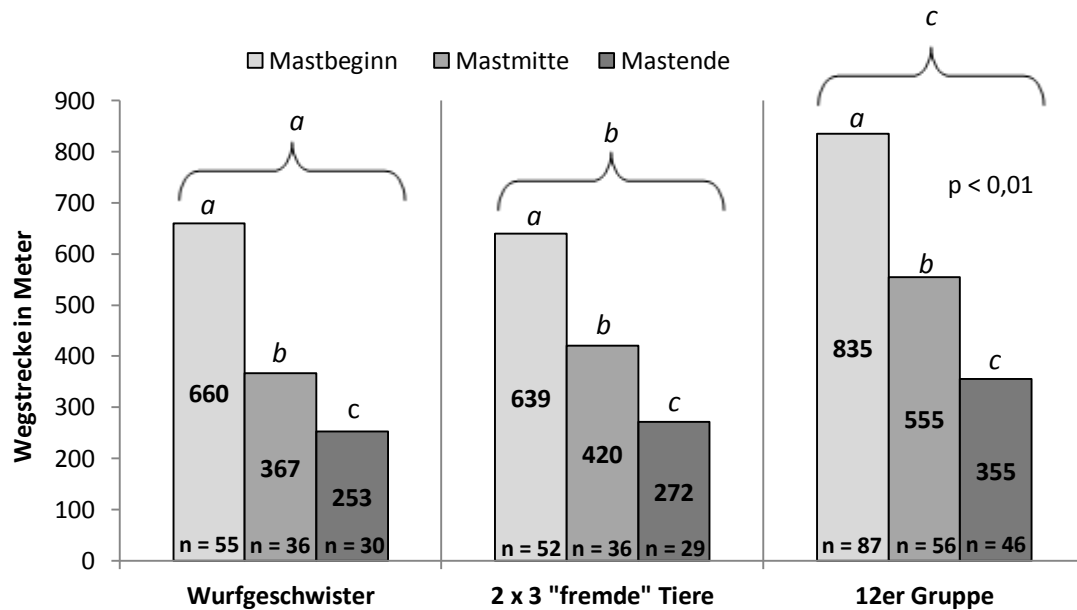 c
Mastbeginn Mastmitte Mastende
900
800
700
600
500
400
300
200
100
0
Wegstrecke in Meter
a
a
b
c
660
367
253
n = 55 n = 36 n = 30
Wurfgeschwister
b
a
b
c
639
420
272
n = 52 n = 36 n = 29
2 x 3 "fremde" Tiere
a
p < 0,01
b
c
835
555
355
n = 87 n = 56 n = 46
12er Gruppe